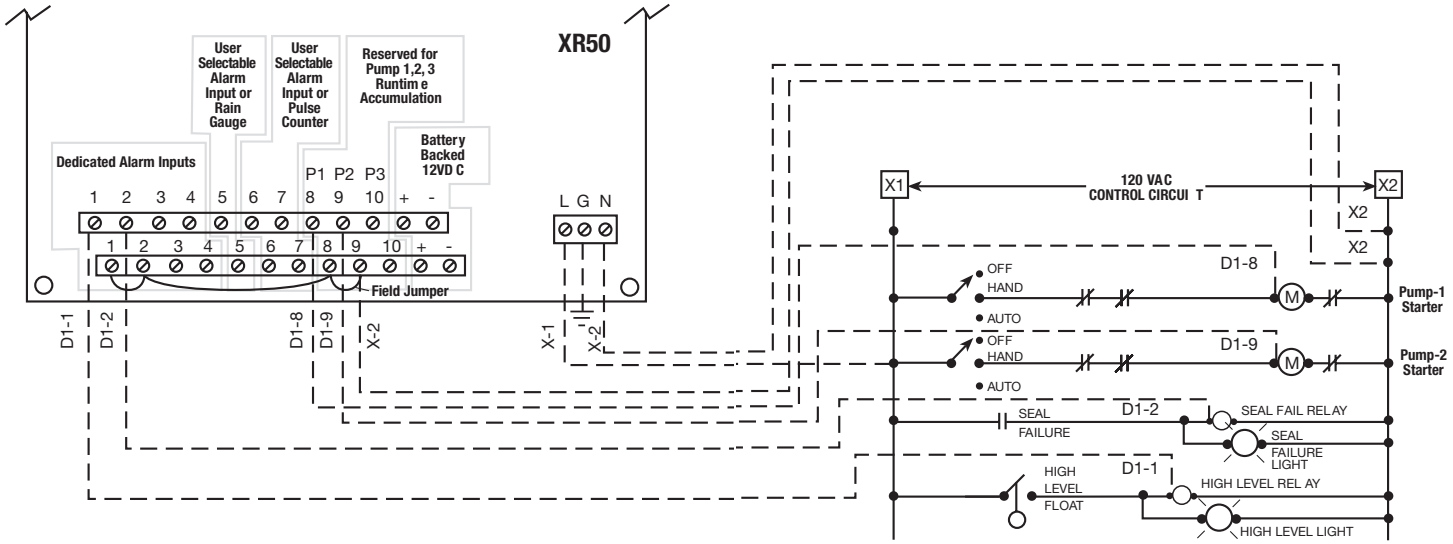 XR50
User
Selectable
Alarm
Input or
Rain
Gauge
User
Selectable
Alarm
Input or
Pulse
Counter
Reserved for
Pump 1,2, 3
Runtim e
Accumulation
Battery
Backed
12VD C
Dedicated Alarm Inputs
P1 P2 P3
1 2 3 4 5 6 7 8 9 10 + -
1 2 3 4 5 6 7 8 9 10 + -
Field Jumper
L G N
D1-1
D1-2
D1-8
D1-9
X-2
X-1
X-2
X1
120 VAC
CONTROL CIRCUI T
X2
X2
X2
D1-8
OFF
HAND
AUTO
M
Pump-1
Starter
D1-9
OFF
HAND
AUTO
M
Pump-2
Starter
SEAL
FAILURE
D1-2
SEAL FAIL RELAY
SEAL
FAILURE
LIGHT
D1-1
HIGH
LEVEL
FLOAT
HIGH LEVEL REL AY
HIGH LEVEL LIGHT